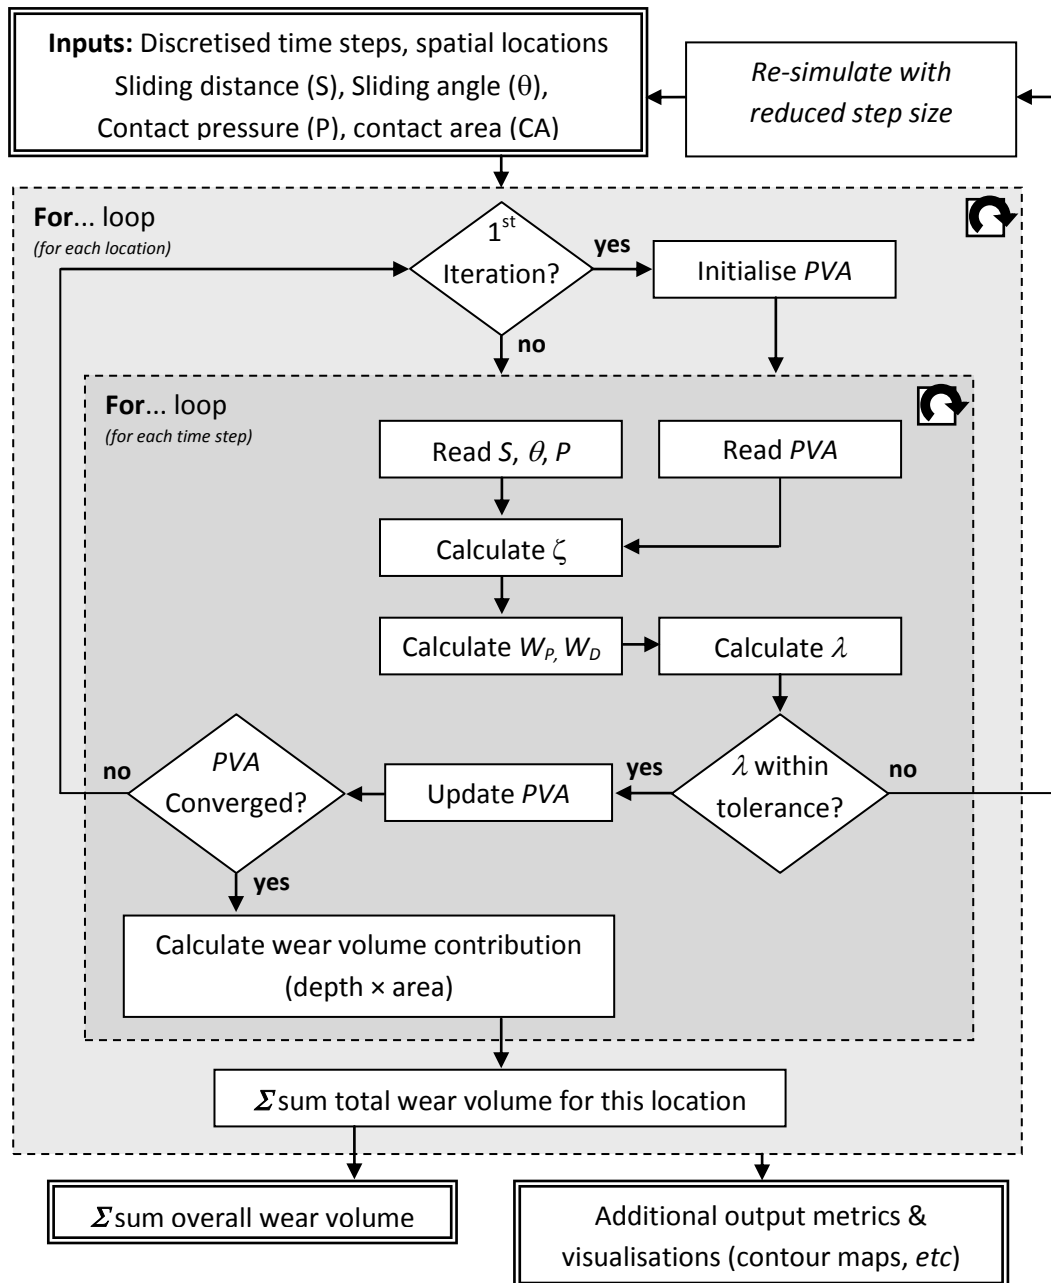 Inputs: Discretised time steps, spatial locations
Sliding distance (S), Sliding angle (θ),
Contact pressure (P), contact area (CA)
Re-simulate with
reduced step size
For... loop
(for each location)
1st
Iteration?
yes
Initialise PVA
no
For... loop
(for each time step)
Read S, θ, P
Read PVA
Calculate ζ
Calculate WP, WD
Calculate λ
PVA
Converged?
no
Update PVA
yes
λ within
tolerance?
no
yes
Calculate wear volume contribution
(depth × area)
Σ sum total wear volume for this location
Σ sum overall wear volume
Additional output metrics &
visualisations (contour maps, etc)